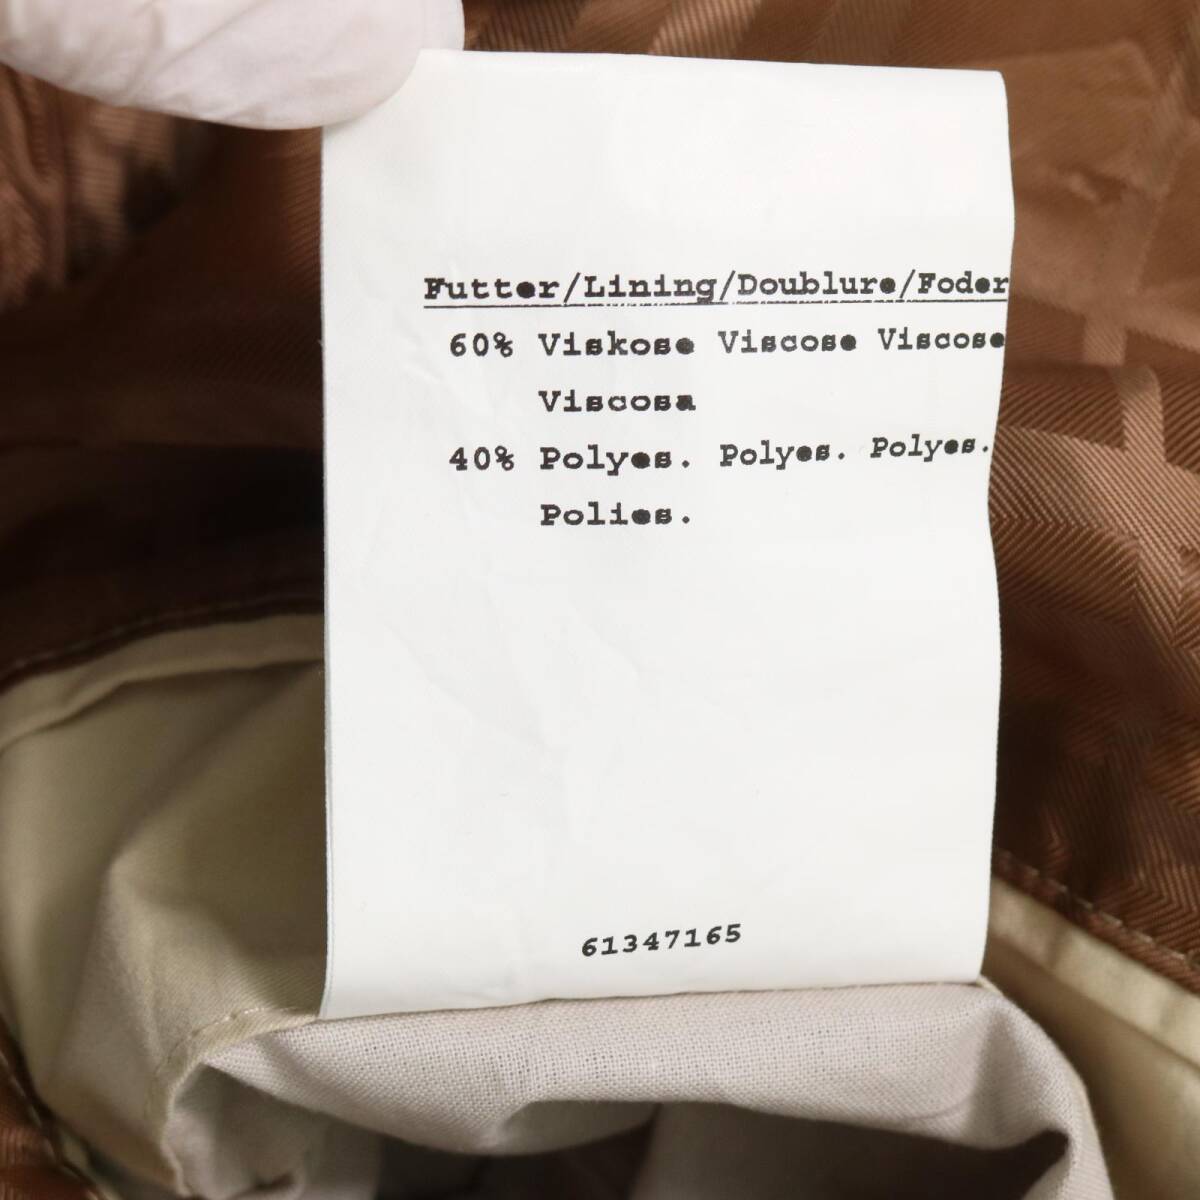 Futter/Lining/Doublure/Foder
60% Viskose Viscose Viscose
Viscosa
40% Polyes. Polyes. Polyes.
Polies.
61347165